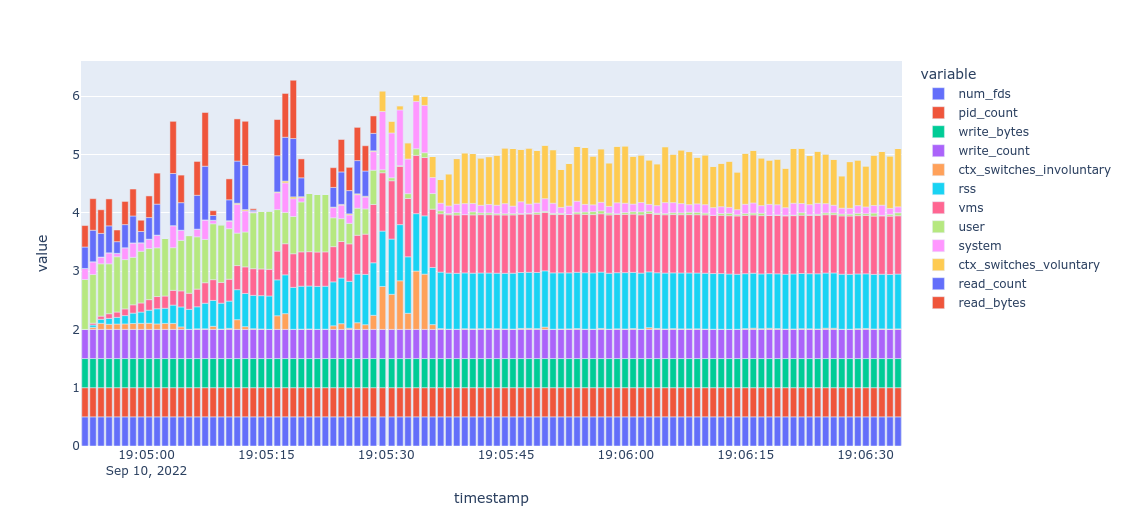 variable
num_fds
pid_count
write_bytes
write_count
ctx_switches_involuntary
rss
vms
user
system
ctx_switches_voluntary
read_count
read_bytes
value
6
5
4
3
2
1
0
19:05:00 19:05:15 19:05:30 19:05:45 19:06:00 19:06:15 19:06:30
Sep 10, 2022
timestamp